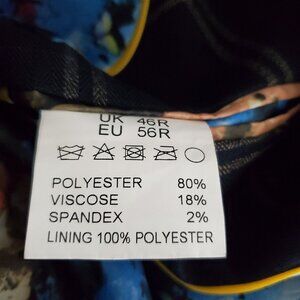 UK 46R
EU 56R
POLYESTER 80%
VISCOSE 18%
SPANDEX 2%
LINING 100% POLYESTER